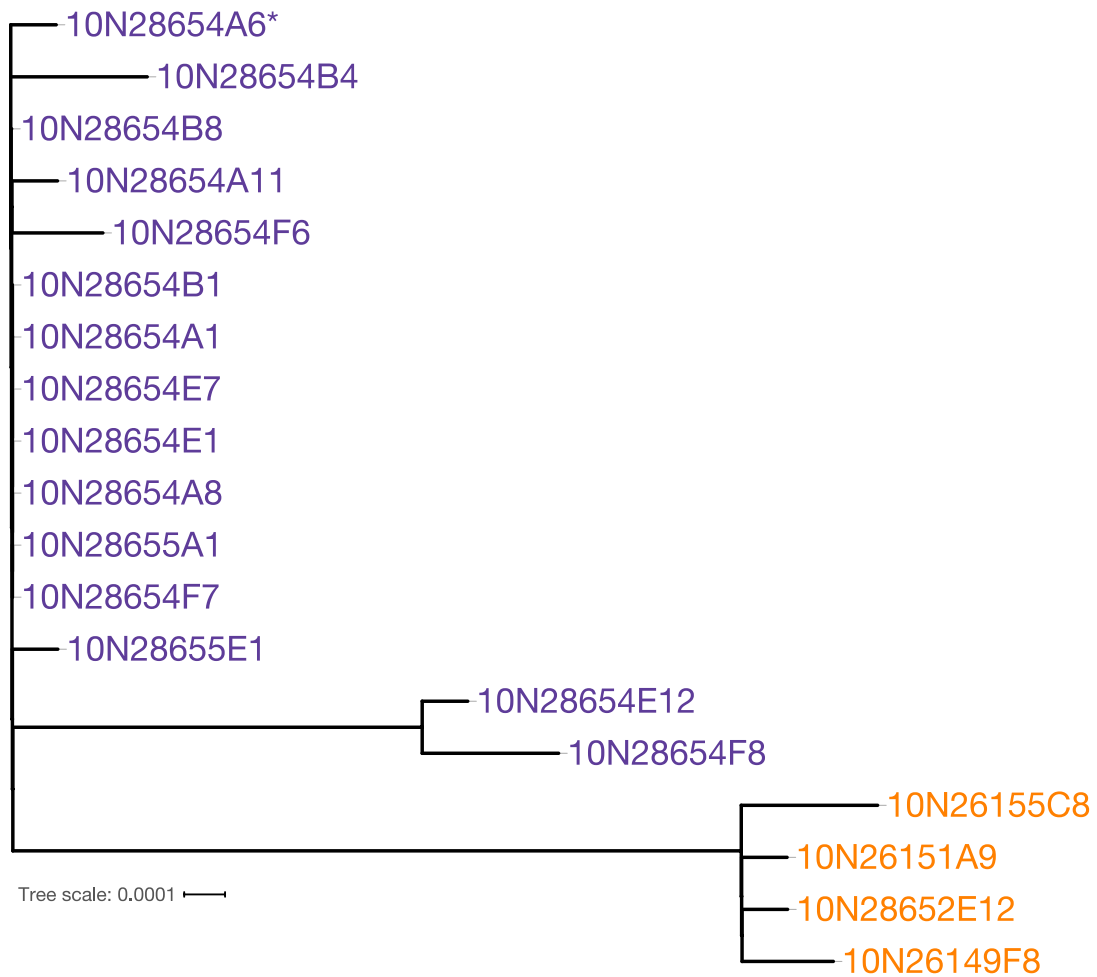 10N28654A6*
10N28654B4
10N28654B8
10N28654A11
10N28654F6
10N28654B1
10N28654A1
10N28654E7
10N28654E1
10N28654A8
10N28655A1
10N28654F7
10N28655E1
10N28654E12
10N28654F8
10N26155C8
10N26151A9
Tree scale: 0.0001
10N28652E12
10N26149F8